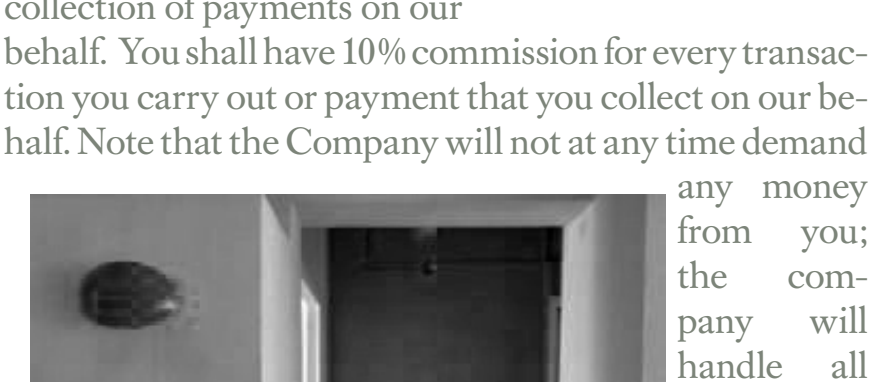 collection of payments on our
behalf. You shall have 10% commission for every transac-
tion you carry out or payment that you collect on our be-
half. Note that the Company will not at any time demand
any money
from you;
the com-
pany will
handle all